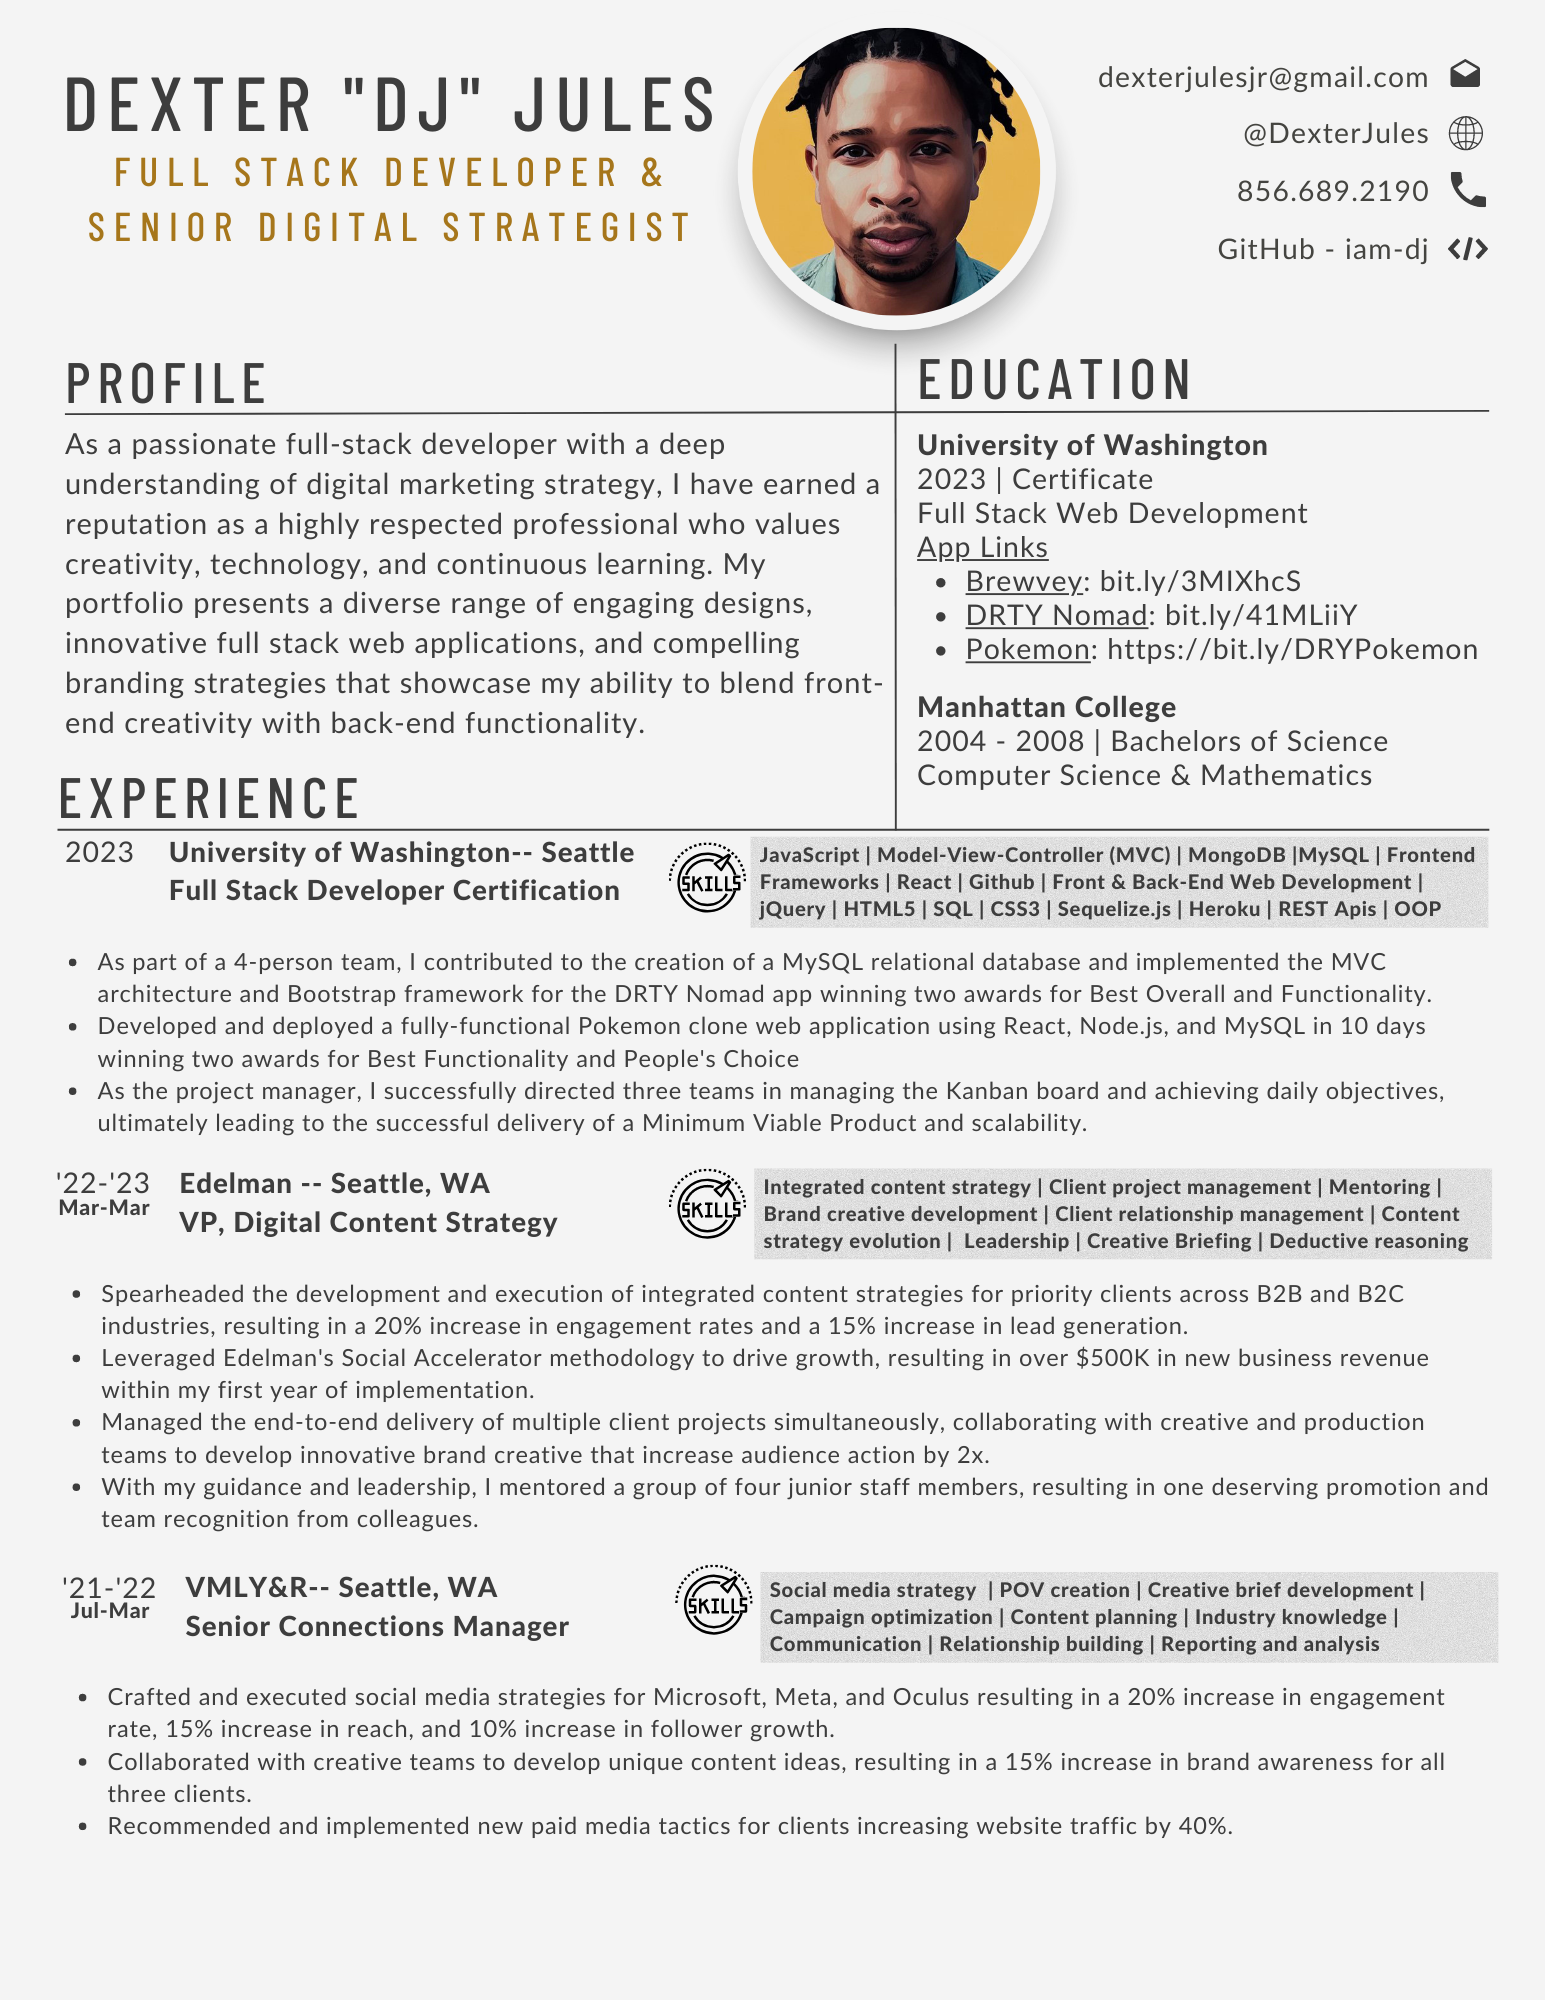 DEXTER "DJ" JULES
FULL STACK DEVELOPER &
SENIOR DIGITAL STRATEGIST
dexterjulesjr@gmail.com
@DexterJules
856.689.2190
GitHub - iam-dj
PROFILE
As a passionate full-stack developer with a deep
understanding of digital marketing strategy, I have earned a
reputation as a highly respected professional who values
creativity, technology, and continuous learning. My
portfolio presents a diverse range of engaging designs,
innovative full stack web applications, and compelling
branding strategies that showcase my ability to blend front-
end creativity with back-end functionality.
EDUCATION
University of Washington
2023 | Certificate
Full Stack Web Development
App Links
• Brewvey: bit.ly/3MIXhcS
• DRTY Nomad: bit.ly/41MLiiY
• Pokemon: https://bit.ly/DRYPokemon
Manhattan College
2004 - 2008 | Bachelors of Science
Computer Science & Mathematics
EXPERIENCE
2023 University of Washington-- Seattle
Full Stack Developer Certification
SKILLS
JavaScript | Model-View-Controller (MVC) | MongoDB |MySQL | Frontend
Frameworks | React | Github | Front & Back-End Web Development |
jQuery | HTML5 | SQL | CSS3 | Sequelize.js | Heroku | REST Apis | OOP
• As part of a 4-person team, I contributed to the creation of a MySQL relational database and implemented the MVC
architecture and Bootstrap framework for the DRTY Nomad app winning two awards for Best Overall and Functionality.
• Developed and deployed a fully-functional Pokemon clone web application using React, Node.js, and MySQL in 10 days
winning two awards for Best Functionality and People's Choice
• As the project manager, I successfully directed three teams in managing the Kanban board and achieving daily objectives,
ultimately leading to the successful delivery of a Minimum Viable Product and scalability.
'22-'23 Edelman -- Seattle, WA
Mar-Mar VP, Digital Content Strategy
SKILLS
Integrated content strategy | Client project management | Mentoring |
Brand creative development | Client relationship management | Content
strategy evolution | Leadership | Creative Briefing | Deductive reasoning
• Spearheaded the development and execution of integrated content strategies for priority clients across B2B and B2C
industries, resulting in a 20% increase in engagement rates and a 15% increase in lead generation.
• Leveraged Edelman's Social Accelerator methodology to drive growth, resulting in over $500K in new business revenue
within my first year of implementation.
• Managed the end-to-end delivery of multiple client projects simultaneously, collaborating with creative and production
teams to develop innovative brand creative that increase audience action by 2x.
• With my guidance and leadership, I mentored a group of four junior staff members, resulting in one deserving promotion and
team recognition from colleagues.
'21-'22 VMLY&R-- Seattle, WA
Jul-Mar Senior Connections Manager
SKILLS
Social media strategy | POV creation | Creative brief development |
Campaign optimization | Content planning | Industry knowledge |
Communication | Relationship building | Reporting and analysis
• Crafted and executed social media strategies for Microsoft, Meta, and Oculus resulting in a 20% increase in engagement
rate, 15% increase in reach, and 10% increase in follower growth.
• Collaborated with creative teams to develop unique content ideas, resulting in a 15% increase in brand awareness for all
three clients.
• Recommended and implemented new paid media tactics for clients increasing website traffic by 40%.